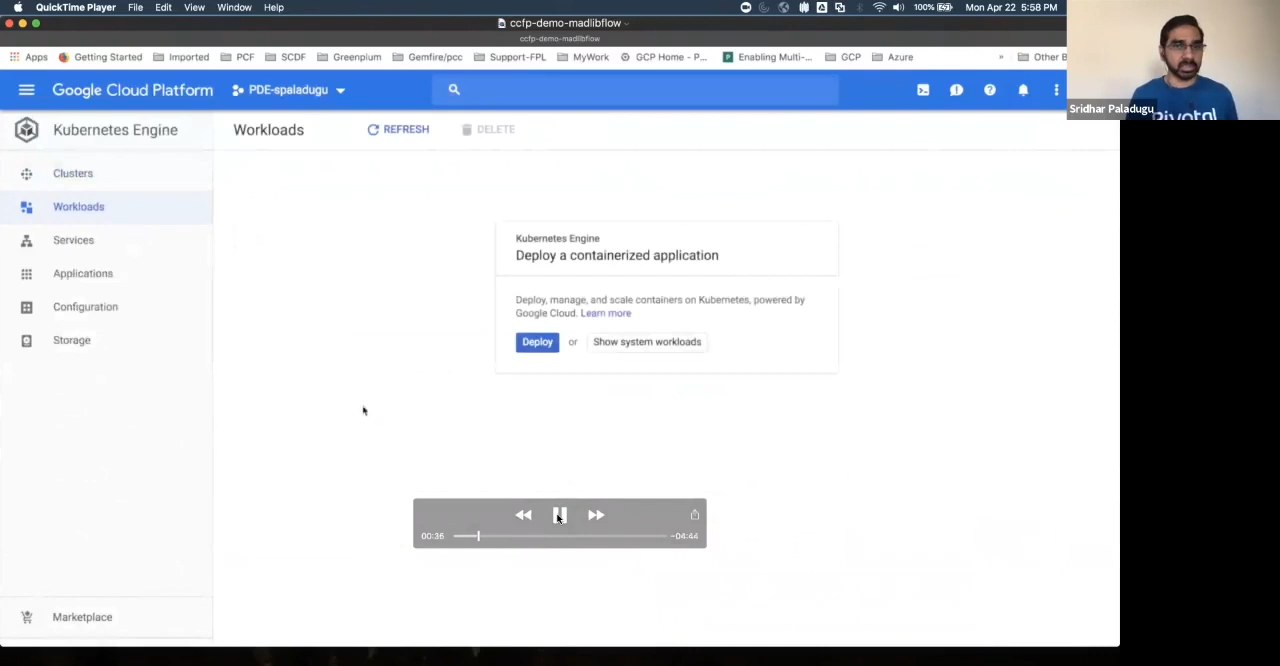 QuickTime Player File Edit View Window Help 100% Mon Apr 22 5:58 PM
ccfp-demo-madlibflow
ccfp-demo-madlibflow
Apps Getting Started Imported PCF SCDF Greenplum Gemfire/pcc Support-FPL MyWork GCP Home - P... Enabling Multi-... GCP Azure » Other B
Google Cloud Platform PDE-spaladugu
Sridhar Paladugu
Pivotal
Kubernetes Engine Workloads REFRESH DELETE
Clusters
Workloads
Services
Applications
Configuration
Storage
Kubernetes Engine
Deploy a containerized application
Deploy, manage, and scale containers on Kubernetes, powered by
Google Cloud. Learn more
Deploy or Show system workloads
00:36 -04:44
Marketplace